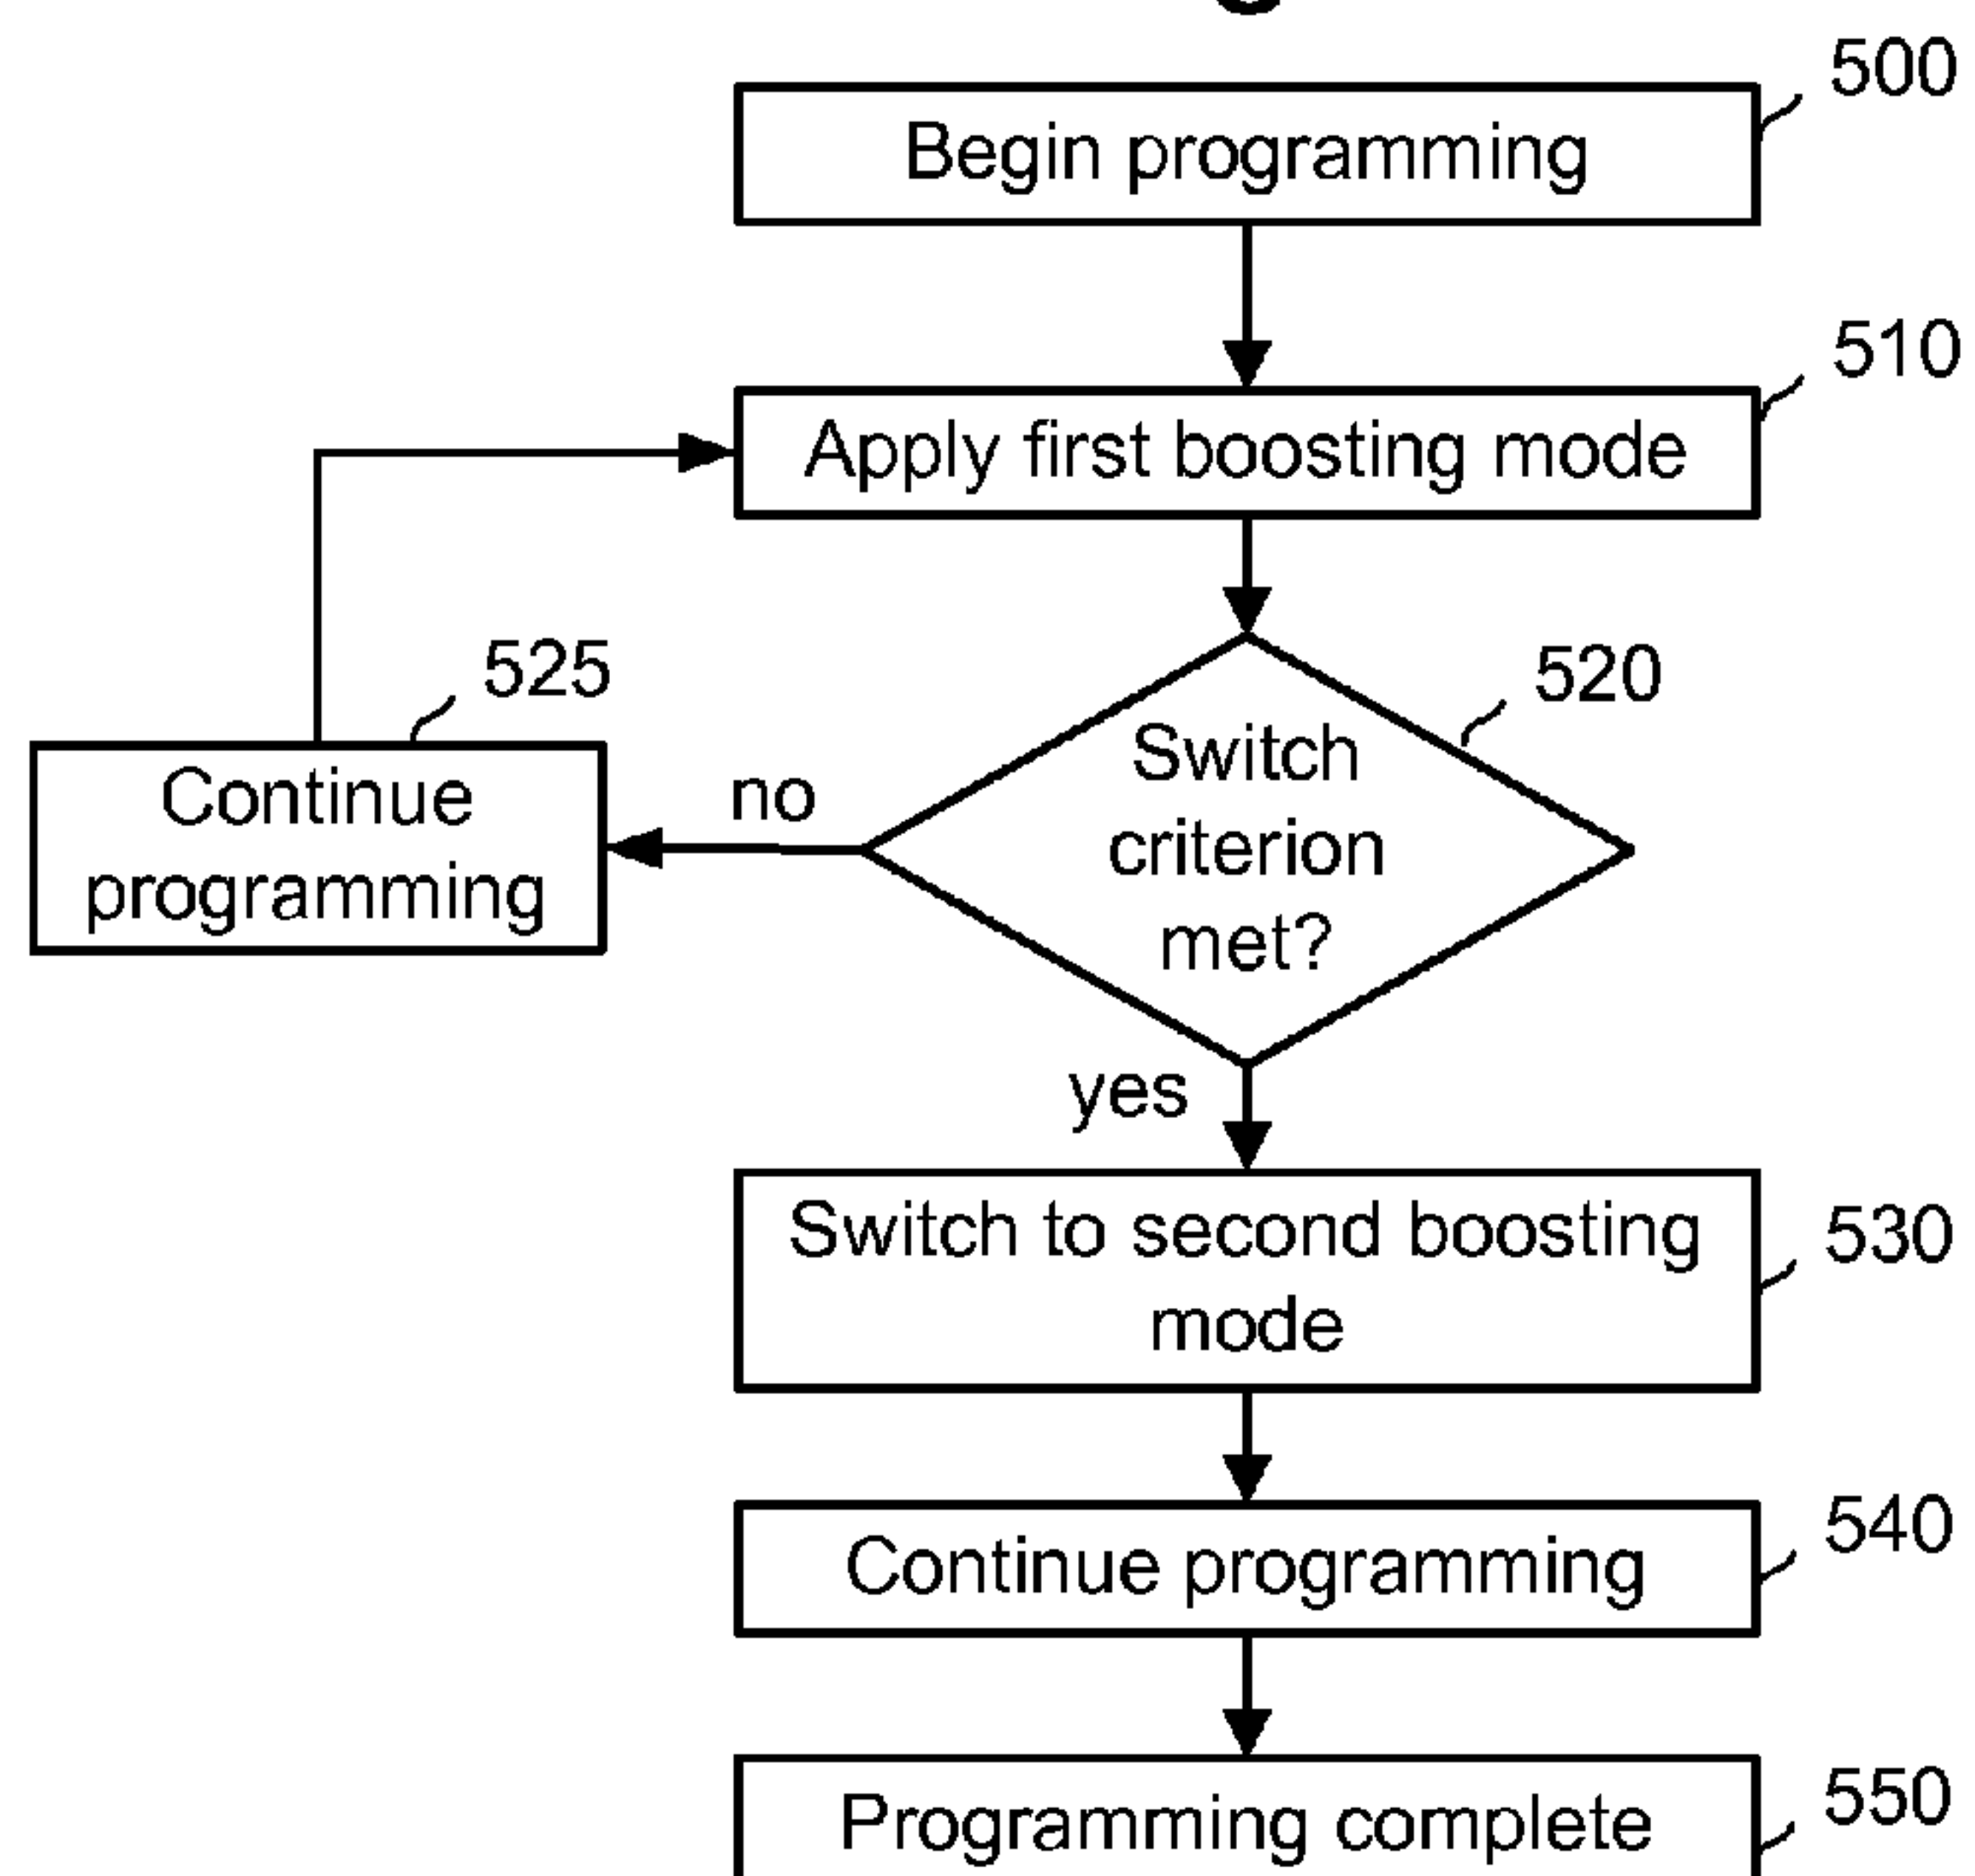 500
Begin programming
510
Apply first boosting mode
525
520
Continue
programming
no
Switch
criterion
met?
yes
Switch to second boosting
mode
530
540
Continue programming
550
Programming complete